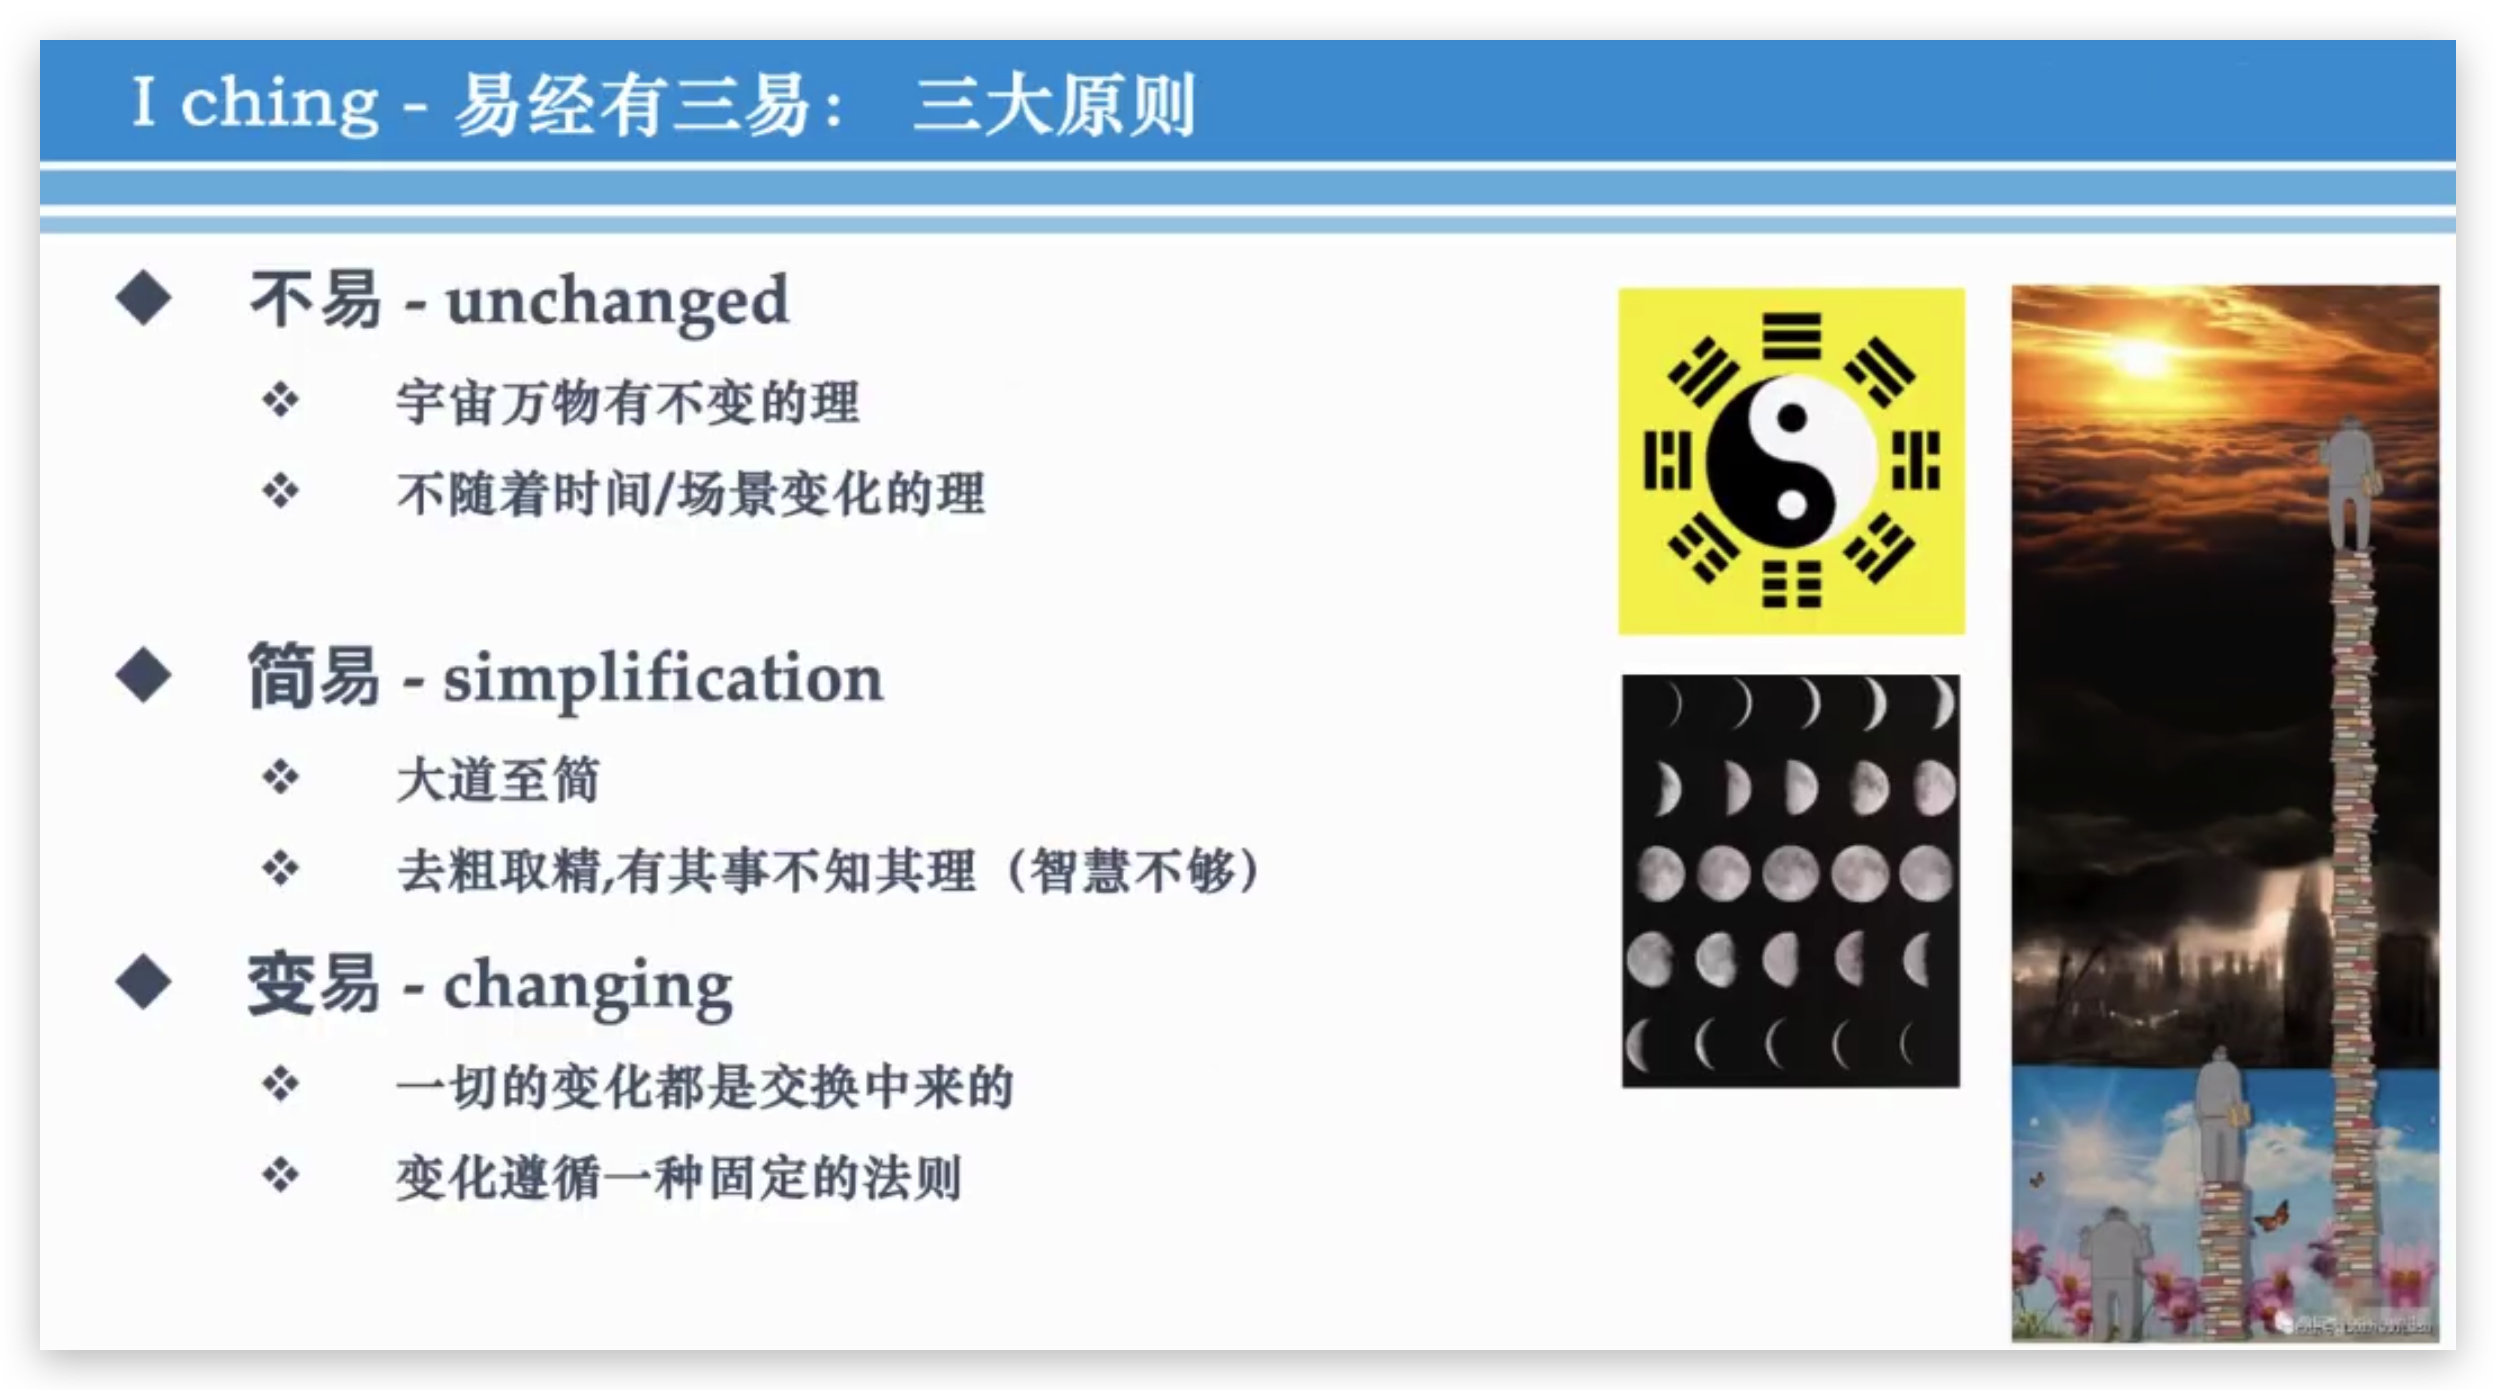 I ching - 易经有三易： 三大原则
不易 - unchanged
宇宙万物有不变的理
不随着时间/场景变化的理
简易 - simplification
大道至简
去粗取精,有其事不知其理（智慧不够）
变易 - changing
一切的变化都是交换中来的
变化遵循一种固定的法则